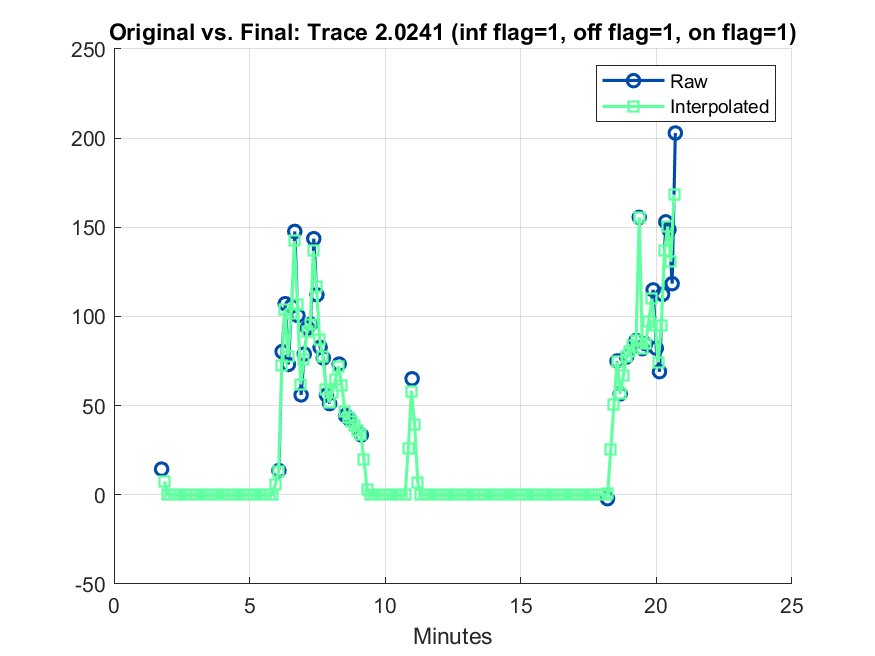 Original vs. Final: Trace 2.0241 (inf flag=1, off flag=1, on flag=1)
250
200
150
100
50
0
-50
0 5 10 15 20 25
Minutes
Raw
Interpolated